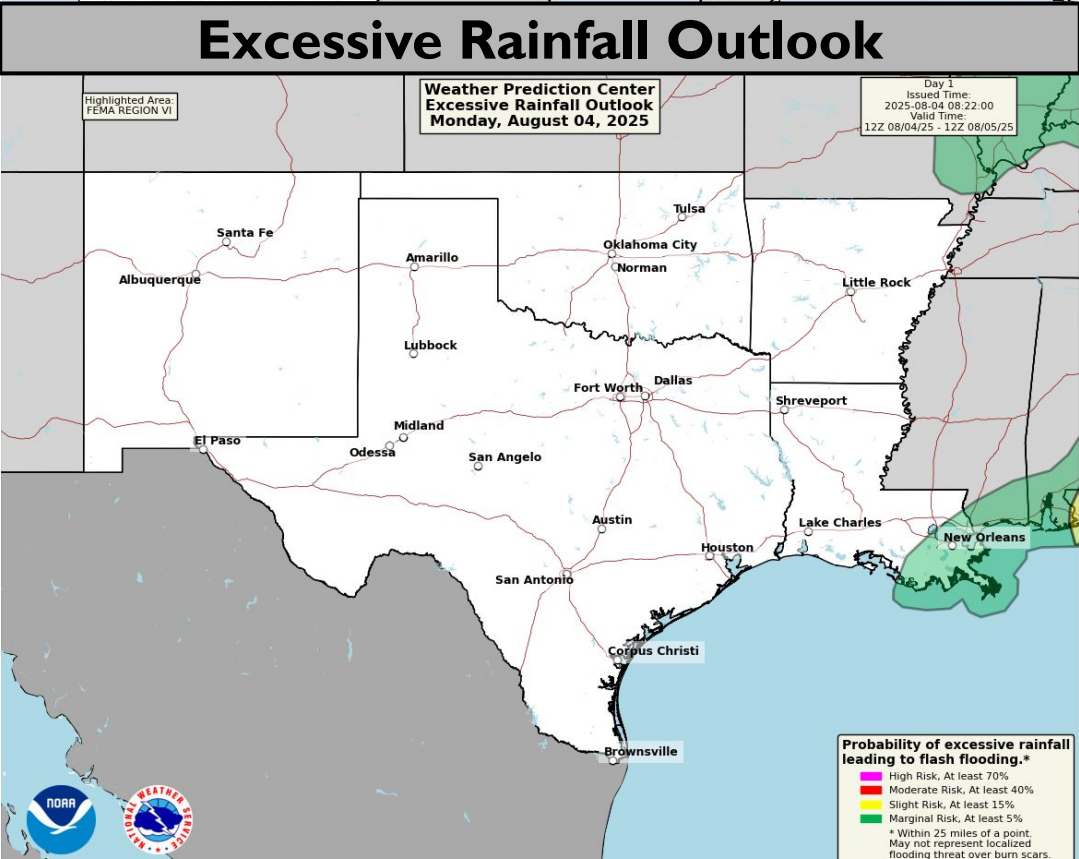 Excessive Rainfall Outlook
Highlighted Area:
FEMA REGION VI
Weather Prediction Center
Excessive Rainfall Outlook
Monday, August 04, 2025
Day 1
Issued Time:
2025-08-04 08:22:00
Valid Time:
12Z 08/04/25 - 12Z 08/05/25
Tulsa
Santa Fe
Oklahoma City
Amarillo
Norman
Albuquerque
Little Rock
Lubbock
Dallas
Fort Worth
Shreveport
Midland
El Paso
Odessa
San Angelo
Austin
Lake Charles
New Orleans
Houston
San Antonio
Corpus Christi
Brownsville
Probability of excessive rainfall
leading to flash flooding.*
High Risk, At least 70%
Moderate Risk, At least 40%
Slight Risk, At least 15%
Marginal Risk, At least 5%
* Within 25 miles of a point.
May not represent localized
flooding threat over burn scars.
NOAA
NATIONAL WEATHER SERVICE